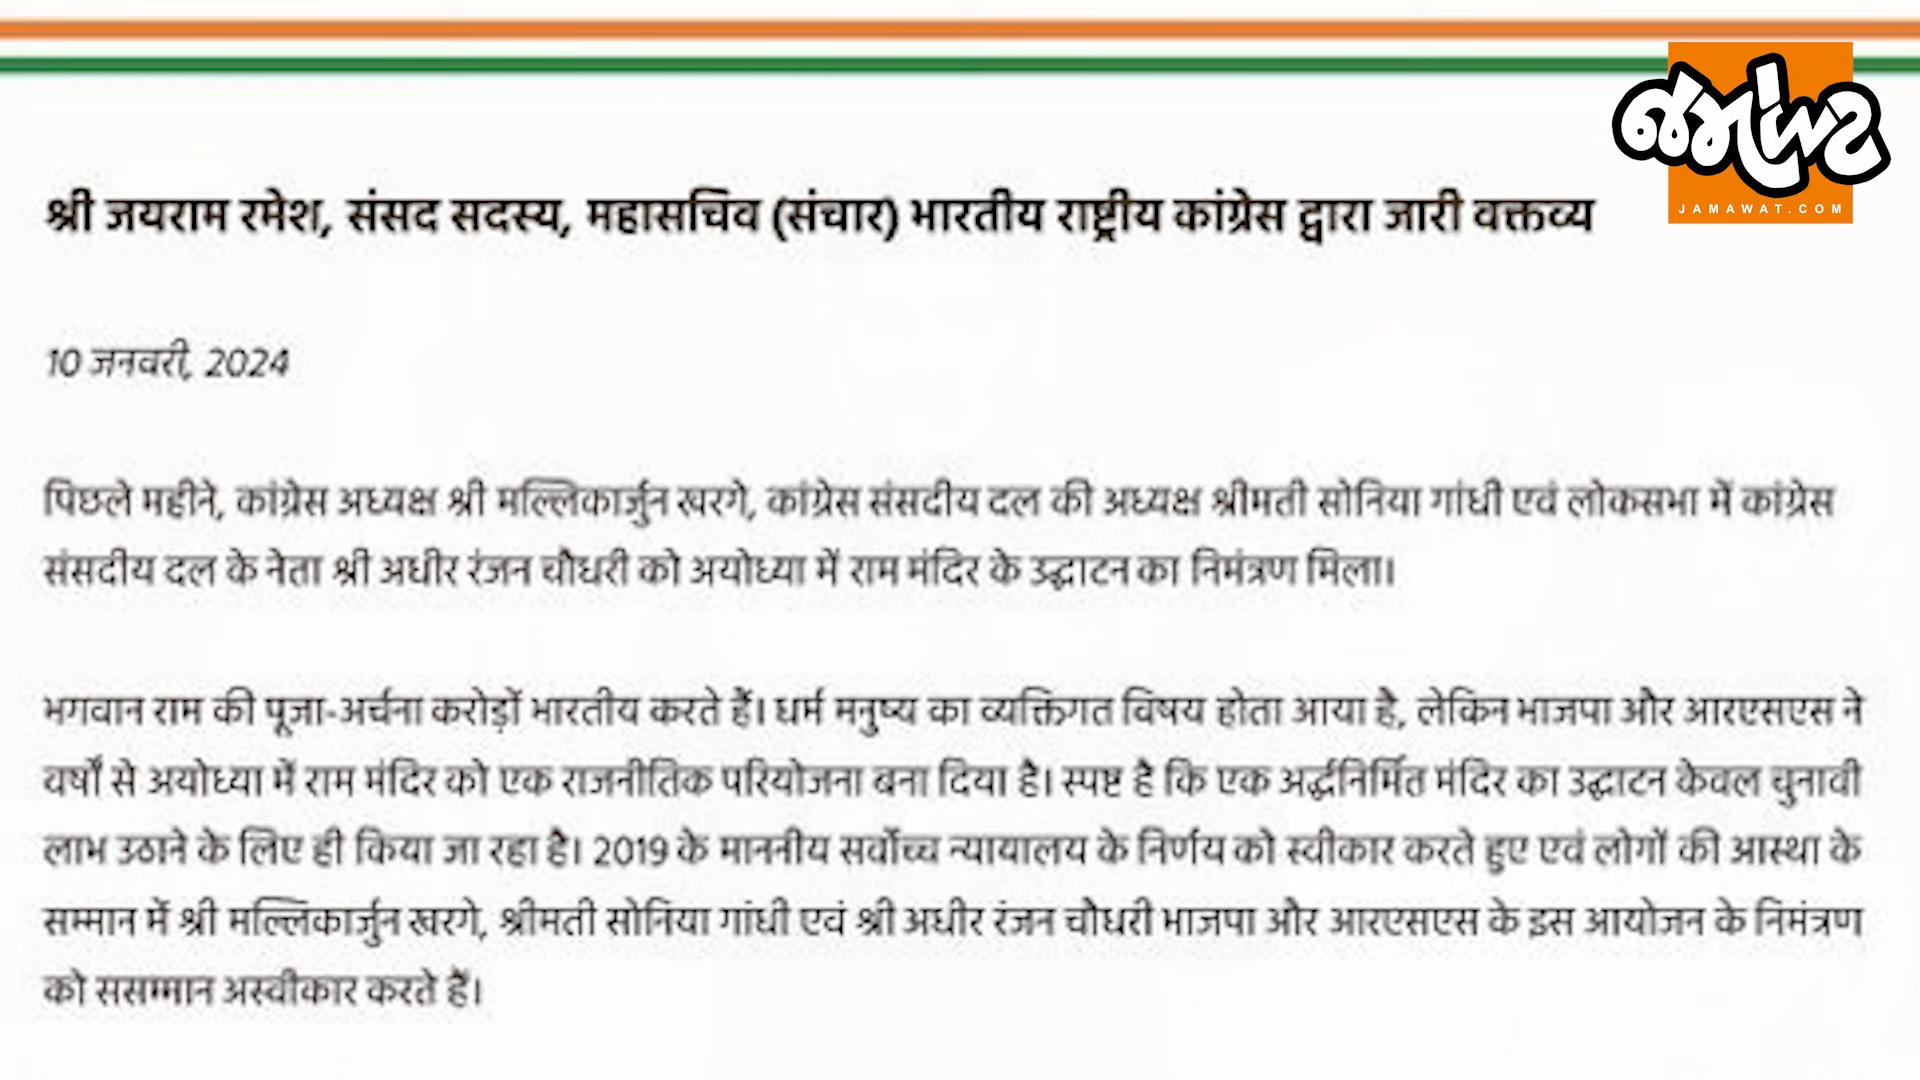 જમાવટ
JAMAWAT.COM
श्री जयराम रमेश, संसद सदस्य, महासचिव (संचार) भारतीय राष्ट्रीय कांग्रेस द्वारा जारी वक्तव्य
10 जनवरी, 2024
पिछले महीने, कांग्रेस अध्यक्ष श्री मल्लिकार्जुन खरगे, कांग्रेस संसदीय दल की अध्यक्ष श्रीमती सोनिया गांधी एवं लोकसभा में कांग्रेस
संसदीय दल के नेता श्री अधीर रंजन चौधरी को अयोध्या में राम मंदिर के उद्घाटन का निमंत्रण मिला।
भगवान राम की पूजा-अर्चना करोड़ों भारतीय करते हैं। धर्म मनुष्य का व्यक्तिगत विषय होता आया है, लेकिन भाजपा और आरएसएस ने
वर्षों से अयोध्या में राम मंदिर को एक राजनीतिक परियोजना बना दिया है। स्पष्ट है कि एक अर्द्धनिर्मित मंदिर का उद्घाटन केवल चुनावी
लाभ उठाने के लिए ही किया जा रहा है। 2019 के माननीय सर्वोच्च न्यायालय के निर्णय को स्वीकार करते हुए एवं लोगों की आस्था के
सम्मान में श्री मल्लिकार्जुन खरगे, श्रीमती सोनिया गांधी एवं श्री अधीर रंजन चौधरी भाजपा और आरएसएस के इस आयोजन के निमंत्रण
को ससम्मान अस्वीकार करते हैं।